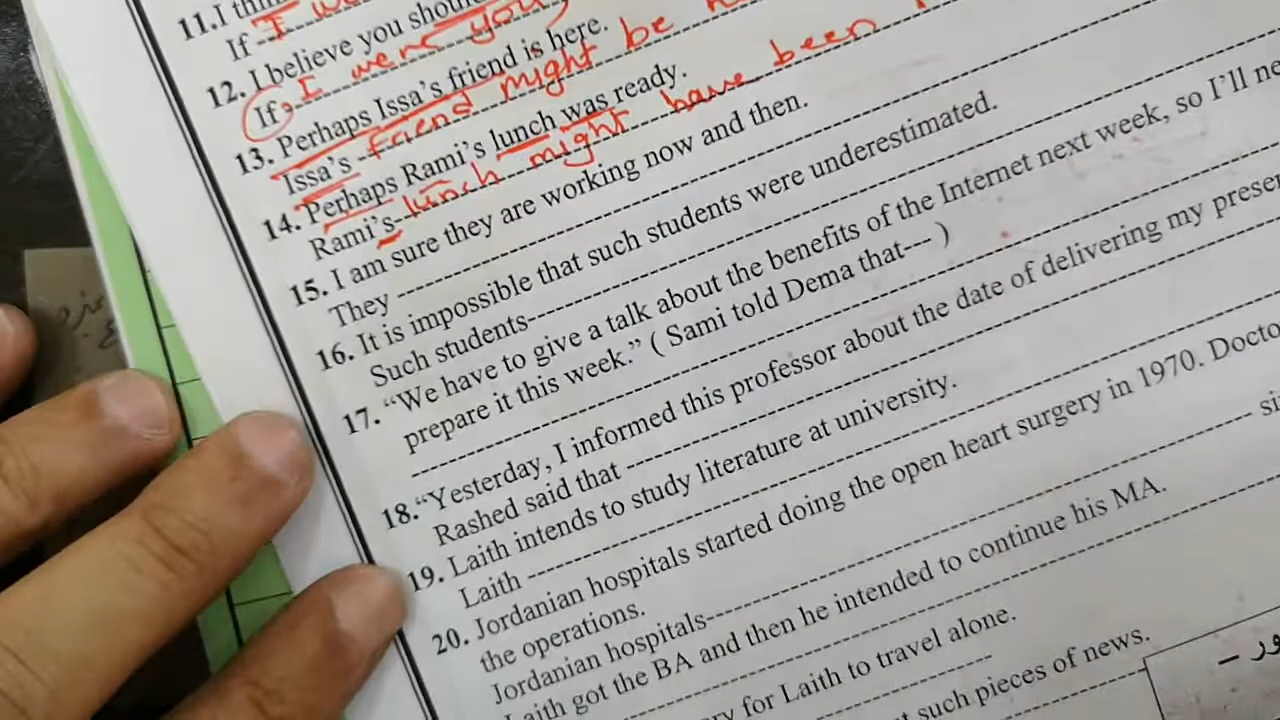 11. I
If I
12. I believe you should
If, I were you,
13. Perhaps Issa's friend is here.
Issa's friend might be
14. Perhaps Rami's lunch was ready.
Rami's lunch might have been
15. I am sure they are working now and then.
They
16. It is impossible that such students were underestimated.
Such students
17. “We have to give a talk about the benefits of the Internet next week, so I'll
prepare it this week.” ( Sami told Dema that--- )
18.“Yesterday, I informed this professor about the date of delivering my
Rashed said that
19. Laith intends to study literature at university.
Laith
20. Jordanian hospitals started doing the open heart surgery in 1970.
the operations.
Jordanian hospitals
Laith got the BA and then he intended to continue his MA.
for Laith to travel alone.
such pieces of news.